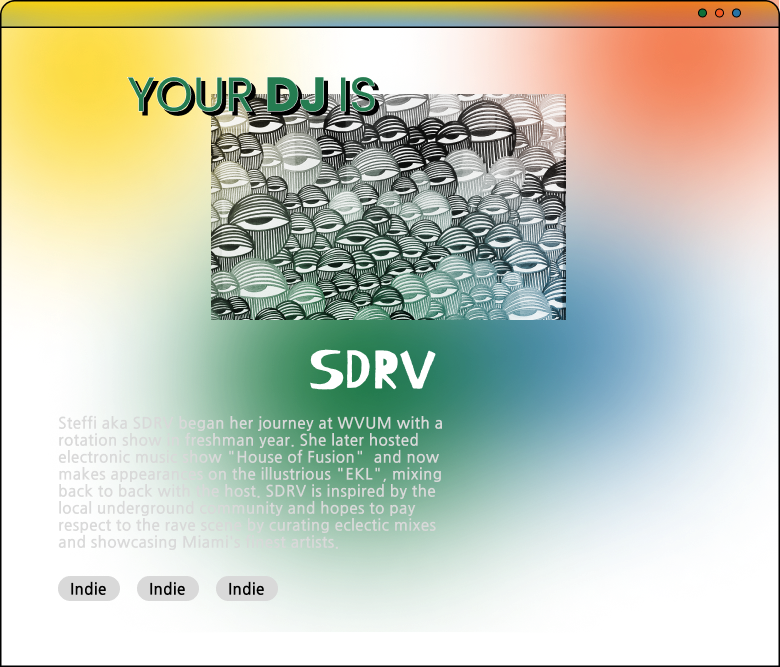 YOUR DJ IS
SDRV
Steffi aka SDRV began her journey at WVUM with a
rotation show in freshman year. She later hosted
electronic music show "House of Fusion"  and now
makes appearances on the illustrious "EKL", mixing
back to back with the host. SDRV is inspired by the
local underground community and hopes to pay
respect to the rave scene by curating eclectic mixes
and showcasing Miami's finest artists.
Indie Indie Indie